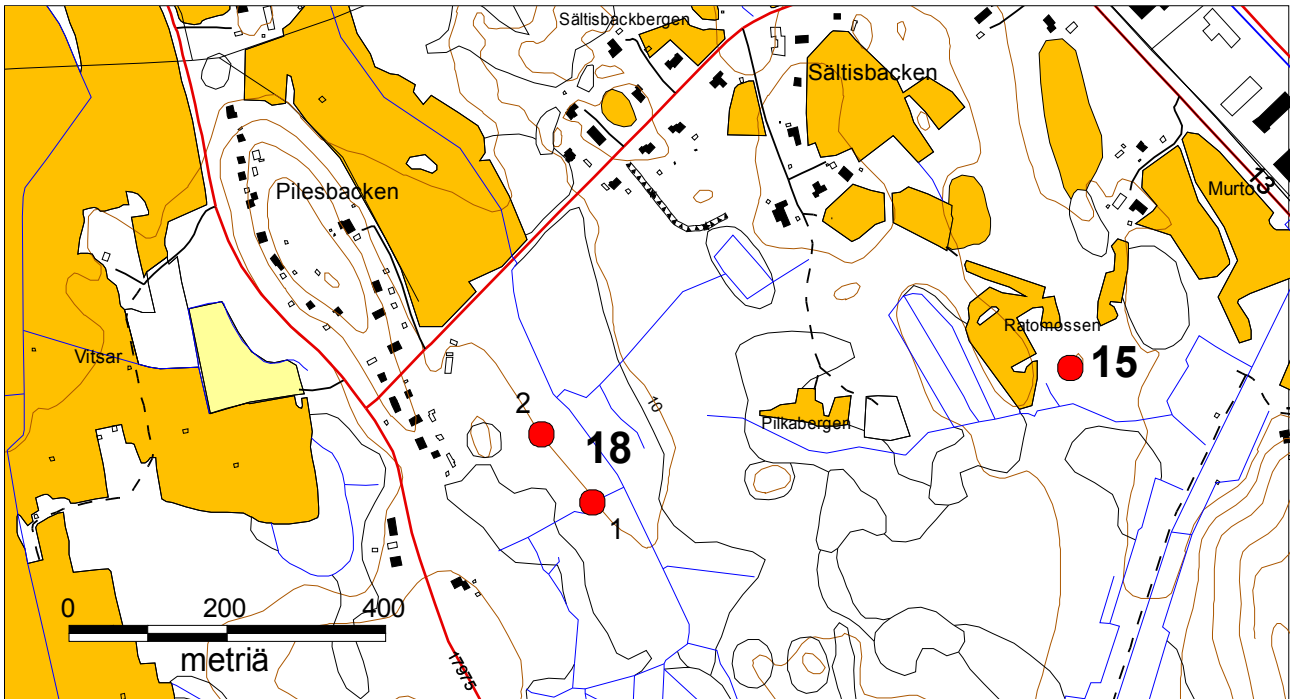 Sältisbackbergen
Sältisbacken
Pilesbacken
Murto
13
Ratomossen
Vitsar
15
10
2
Pilkabergen
18
1
0 200 400
metriä
17975